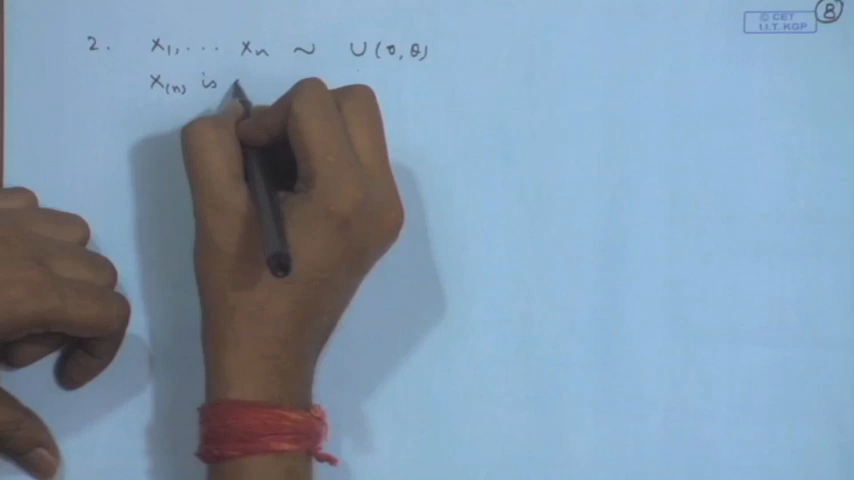 2. X₁, ... Xₙ ~ U(0, θ)
X₍ₙ₎ is
© CET
I.I.T. KGP
8